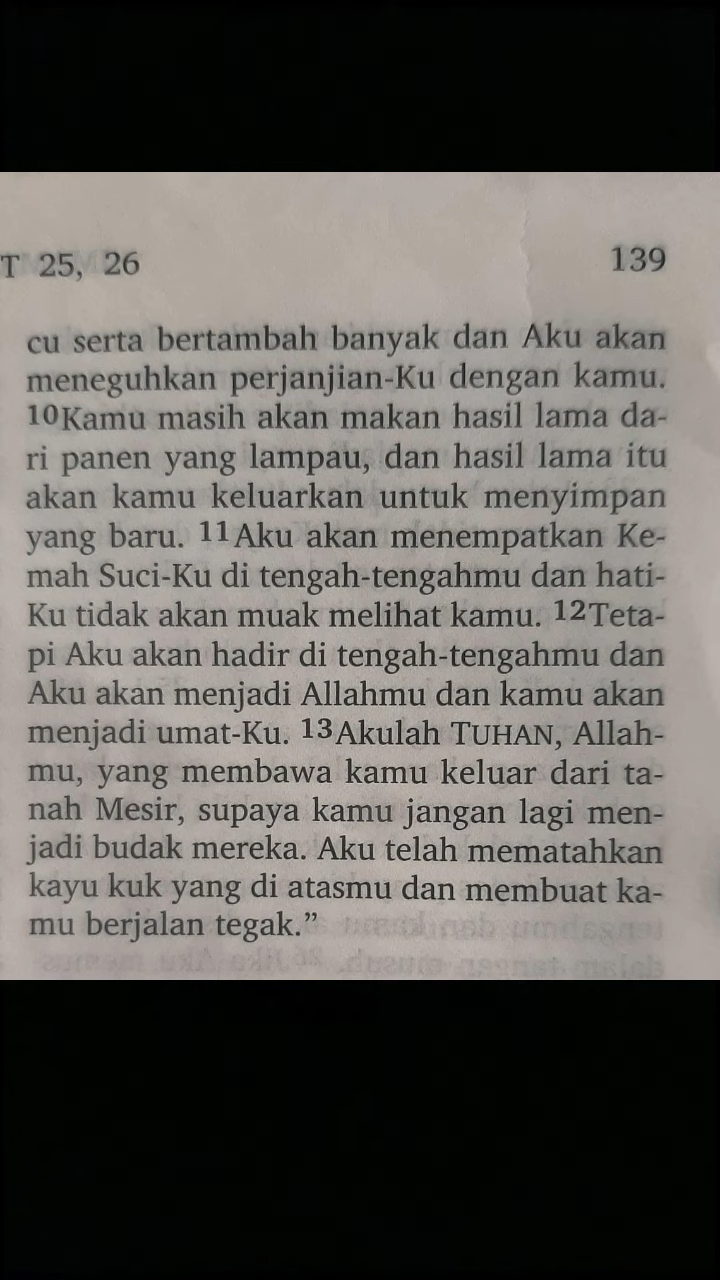 T 25, 26 139
cu serta bertambah banyak dan Aku akan
meneguhkan perjanjian-Ku dengan kamu.
10Kamu masih akan makan hasil lama da-
ri panen yang lampau, dan hasil lama itu
akan kamu keluarkan untuk menyimpan
yang baru. 11Aku akan menempatkan Ke-
mah Suci-Ku di tengah-tengahmu dan hati-
Ku tidak akan muak melihat kamu. 12Teta-
pi Aku akan hadir di tengah-tengahmu dan
Aku akan menjadi Allahmu dan kamu akan
menjadi umat-Ku. 13Akulah TUHAN, Allah-
mu, yang membawa kamu keluar dari ta-
nah Mesir, supaya kamu jangan lagi men-
jadi budak mereka. Aku telah mematahkan
kayu kuk yang di atasmu dan membuat ka-
mu berjalan tegak.”